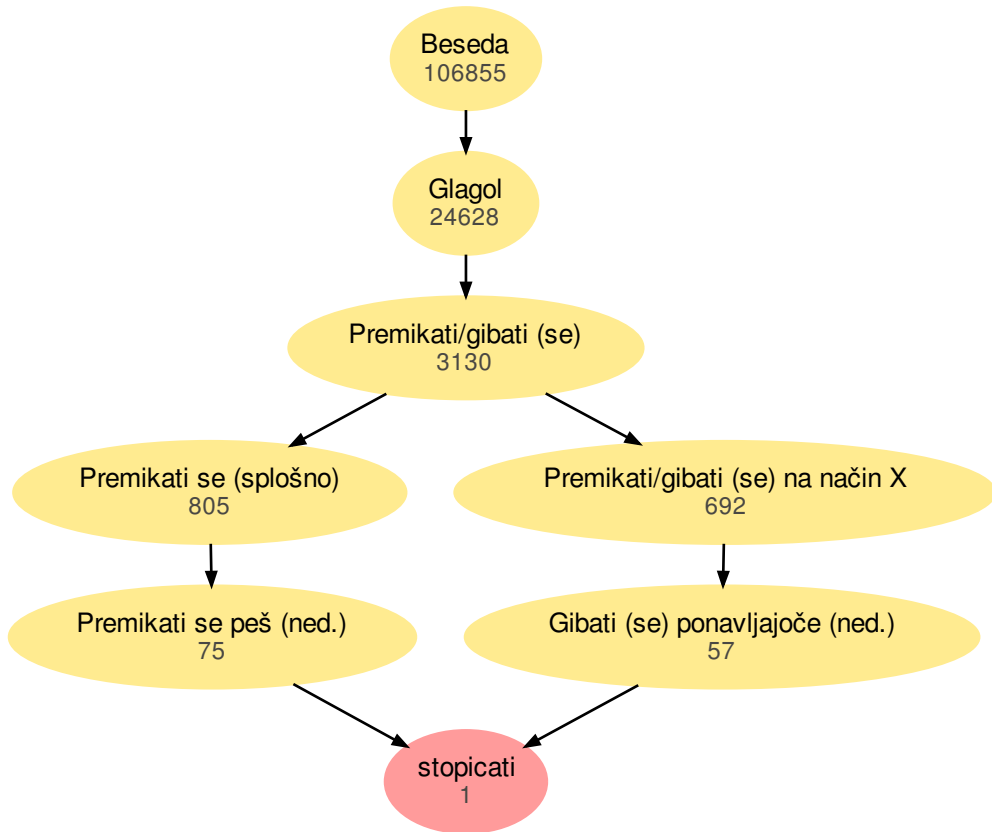 Beseda
106855
Glagol
24628
Premikati/gibati (se)
3130
Premikati se (splošno)
805
Premikati/gibati (se) na način X
692
Premikati se peš (ned.)
75
Gibati (se) ponavljajoče (ned.)
57
stopicati
1